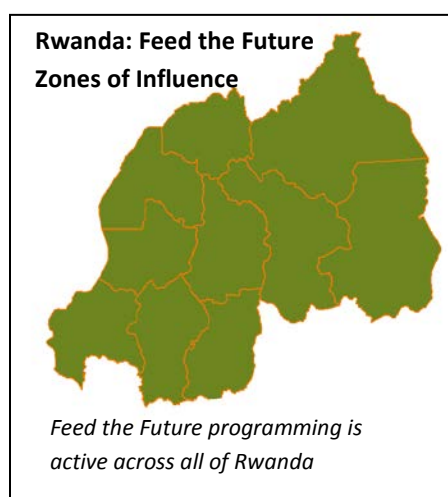 Rwanda: Feed the Future
Zones of Influence
Feed the Future programming is
active across all of Rwanda